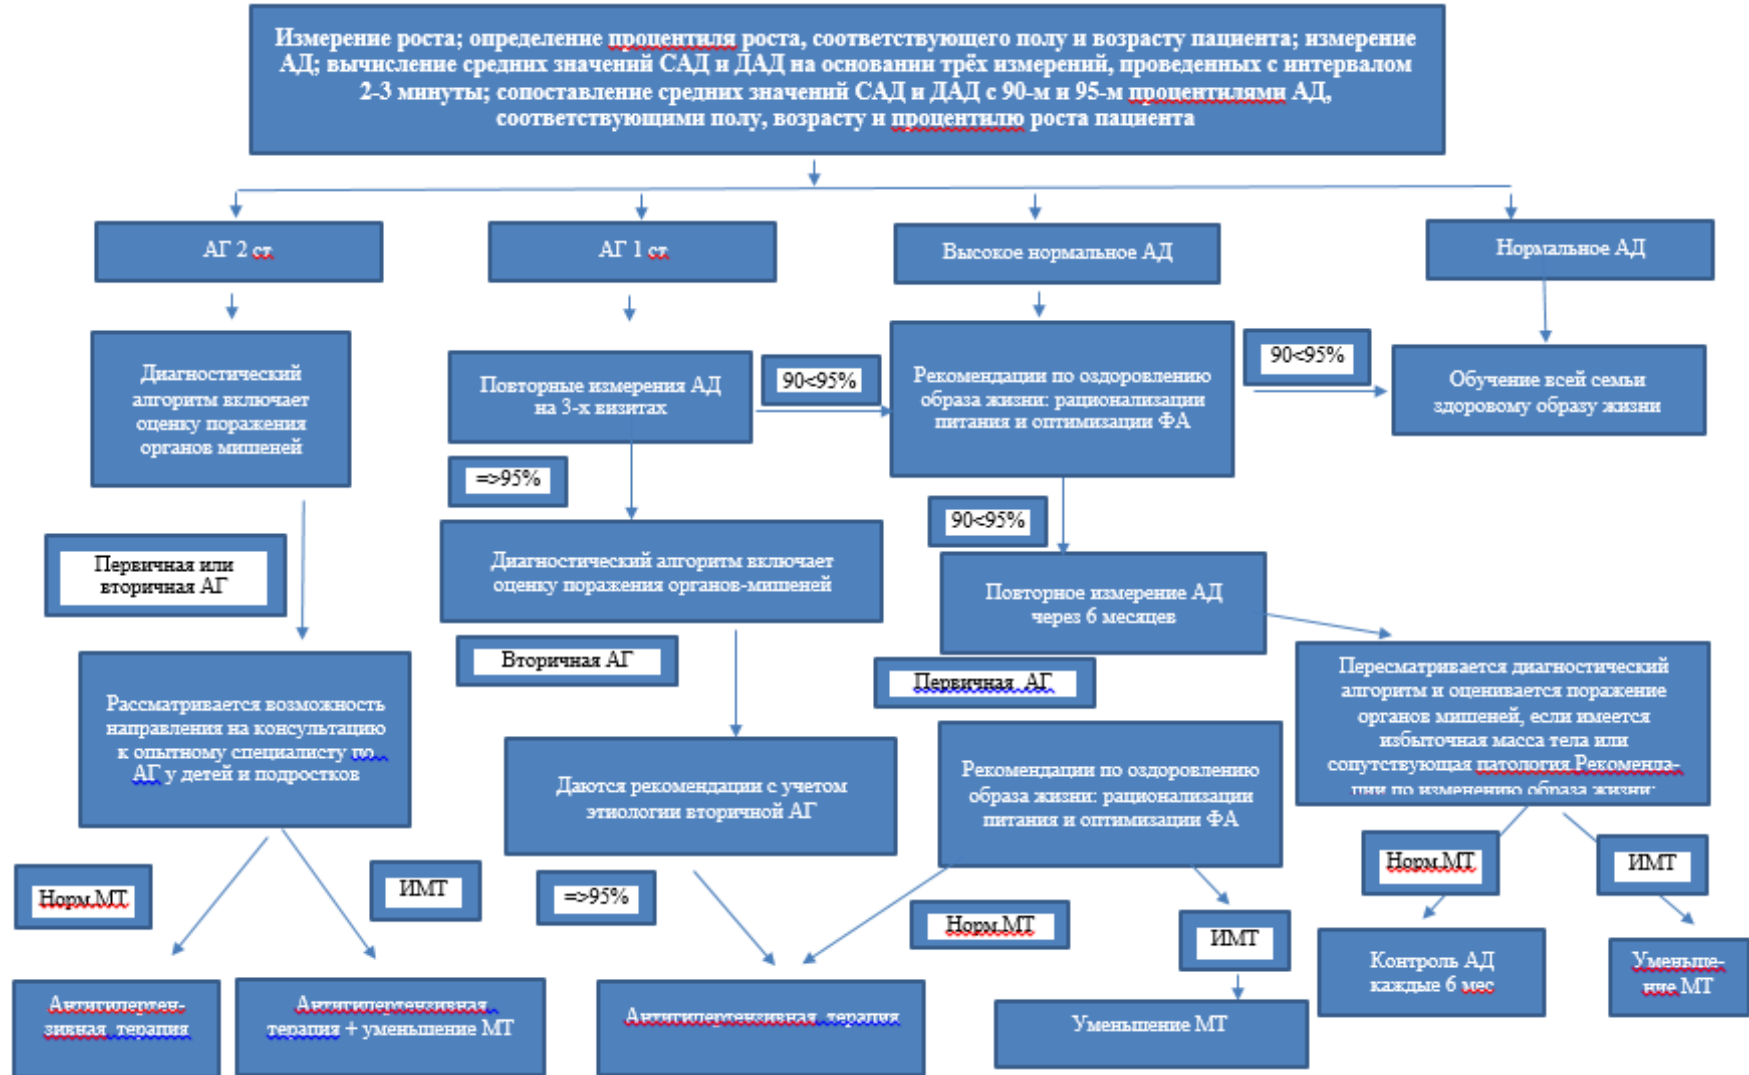 Измерение роста; определение процентиля роста, соответствующего полу и возрасту пациента; измерение
АД; вычисление средних значений САД и ДАД на основании трёх измерений, проведенных с интервалом
2-3 минуты; сопоставление средних значений САД и ДАД с 90-м и 95-м процентилями АД,
соответствующими полу, возрасту и процентилю роста пациента
АГ 2 ст.
АГ 1 ст.
Высокое нормальное АД
Нормальное АД
Диагностический
алгоритм включает
оценку поражения
органов мишеней
Повторные измерения АД
на 3-х визитах
90<95%
Рекомендации по оздоровлению
образа жизни: рационализации
питания и оптимизации ФА
90<95%
Обучение всей семьи
здоровому образу жизни
=>95%
90<95%
Первичная или
вторичная АГ
Диагностический алгоритм включает
оценку поражения органов-мишеней
Повторное измерение АД
через 6 месяцев
Вторичная АГ
Первичная АГ
Рассматривается возможность
направления на консультацию
к опытному специалисту по
АГ у детей и подростков
Даются рекомендации с учетом
этиологии вторичной АГ
Рекомендации по оздоровлению
образа жизни: рационализации
питания и оптимизации ФА
Пересматривается диагностический
алгоритм и оценивается поражение
органов мишеней, если имеется
избыточная масса тела или
сопутствующая патология.Рекоменда-
ции по изменению образа жизни:
Норм.МТ
ИМТ
=>95%
Норм.МТ
ИМТ
Норм.МТ
ИМТ
Антигипертен-
зивная терапия
Антигипертензивная
терапия + уменьшение МТ
Антигипертензивная терапия
Уменьшение МТ
Контроль АД
каждые 6 мес
Уменьше-
ние МТ